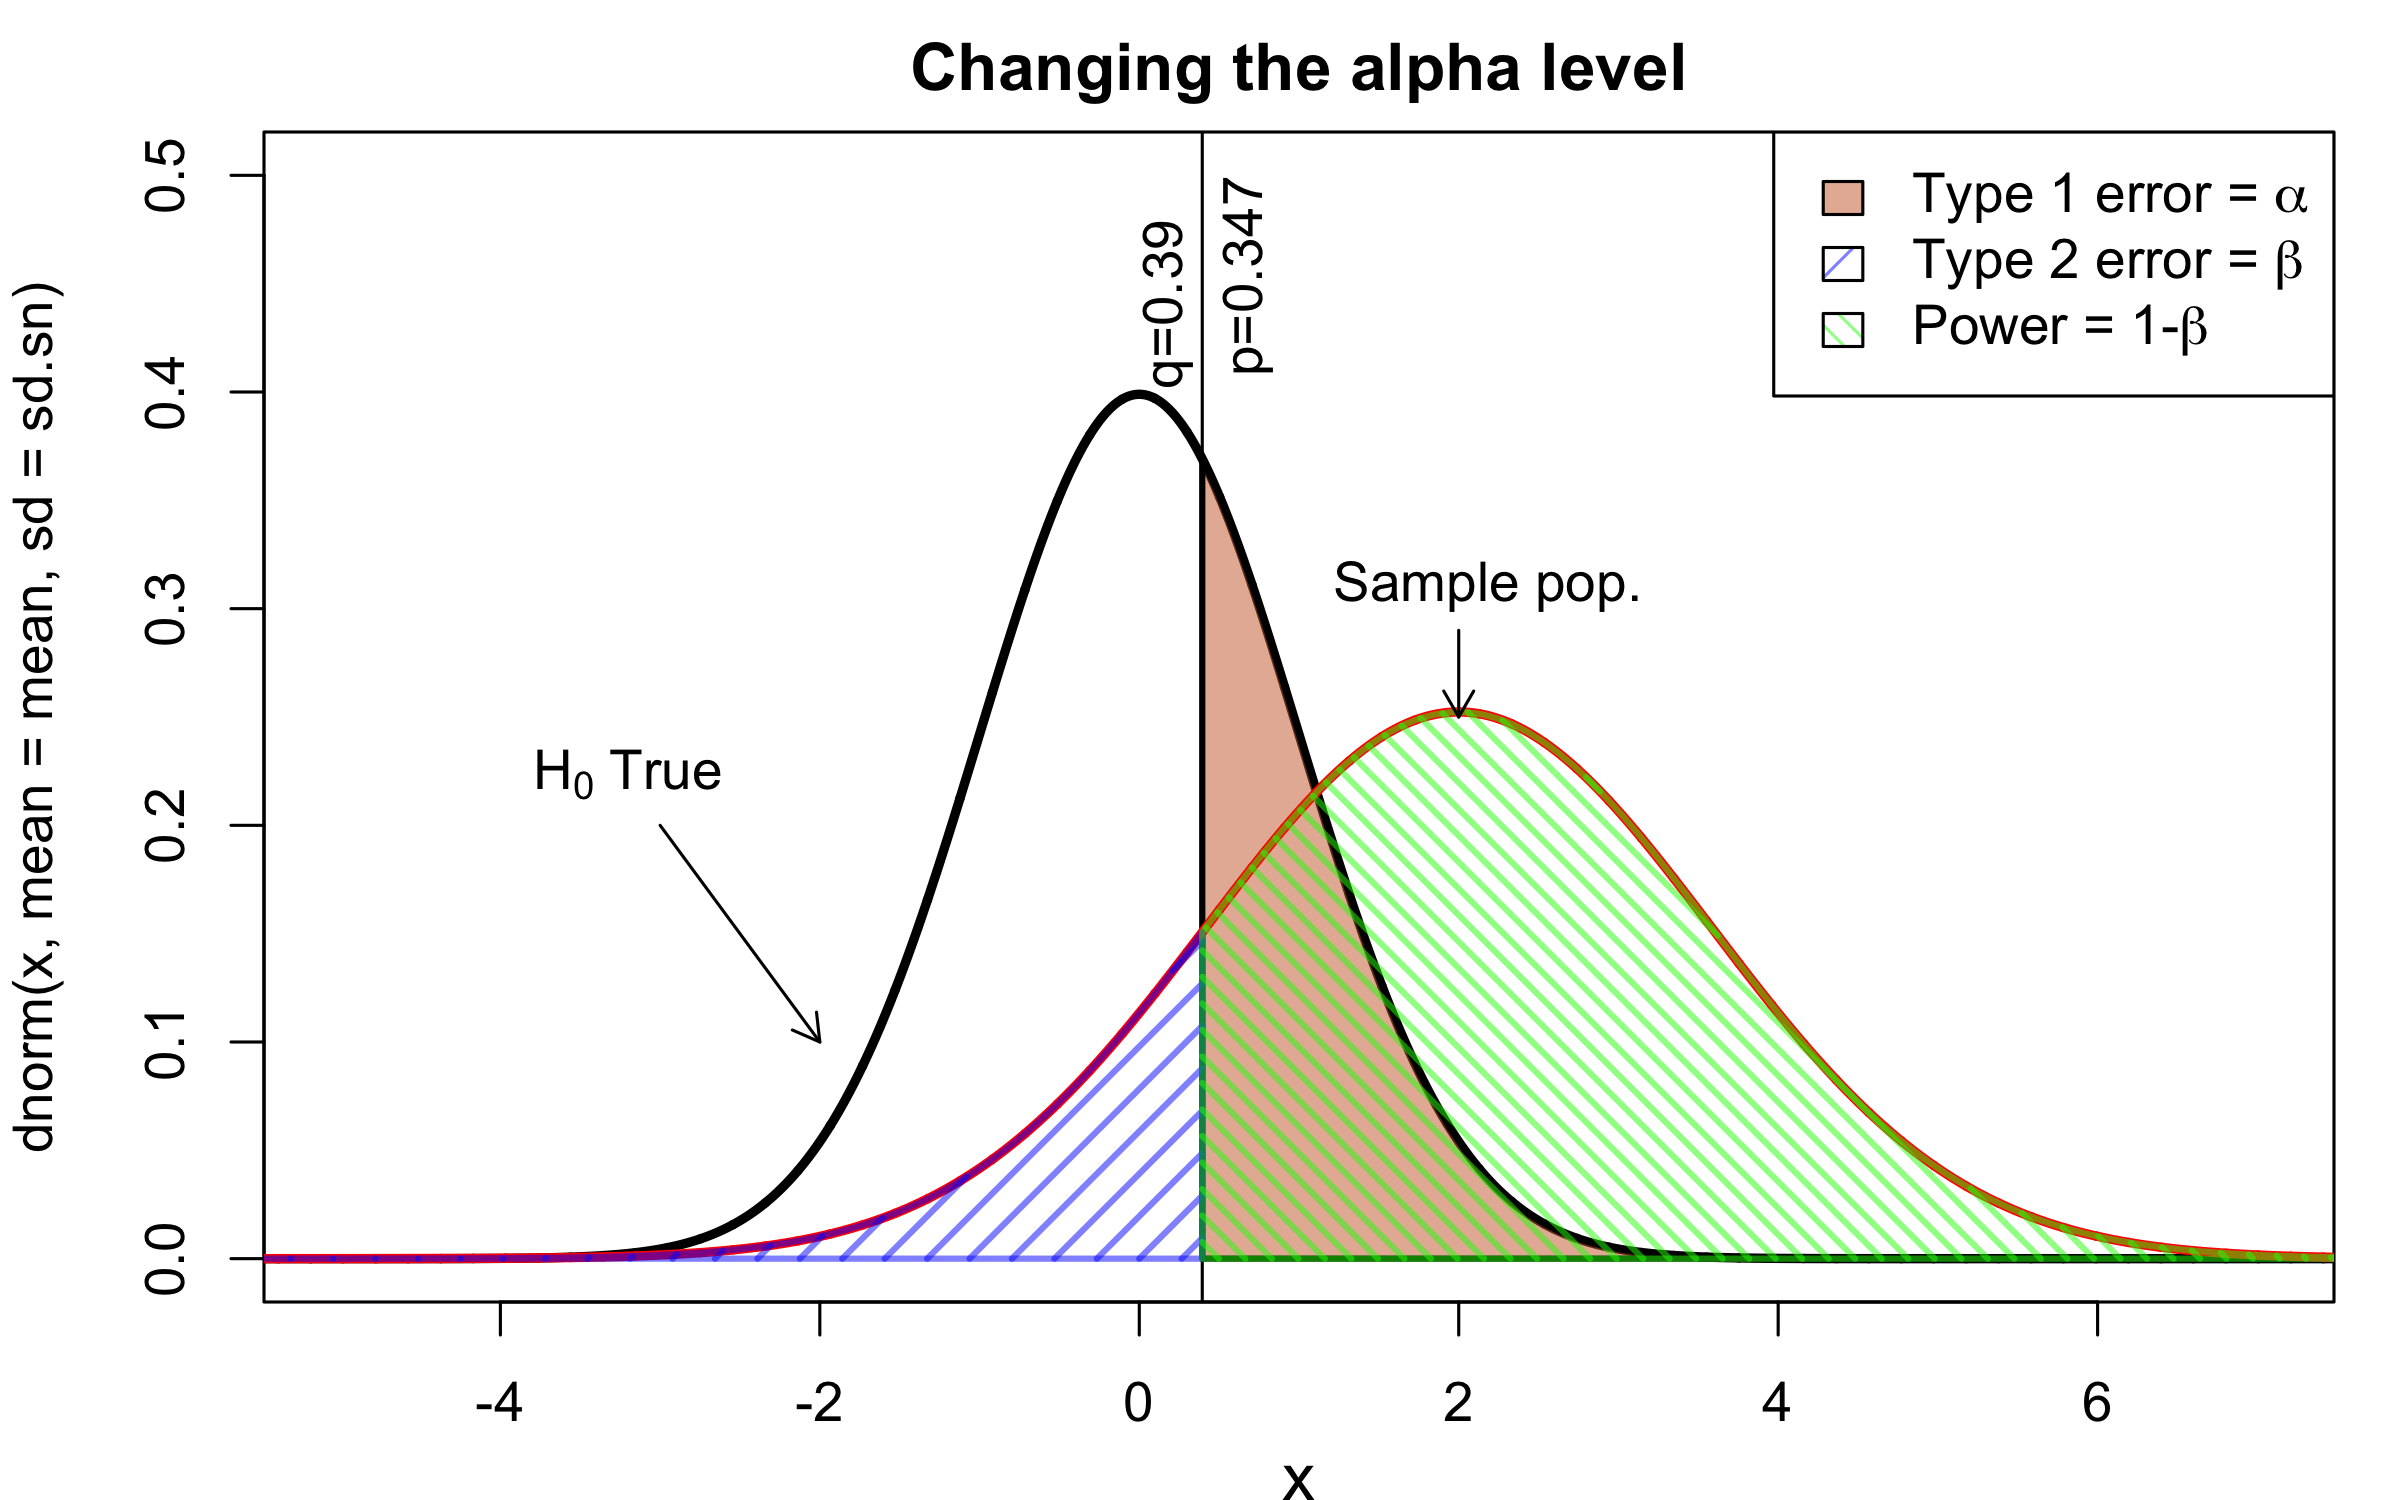 Changing the alpha level
dnorm(x, mean = mean, sd = sd.sn)
0.5
0.4
0.3
0.2
0.1
0.0
q=0.39
p=0.347
Type 1 error = α
Type 2 error = β
Power = 1-β
Sample pop.
H₀ True
-4 -2 0 2 4 6
x